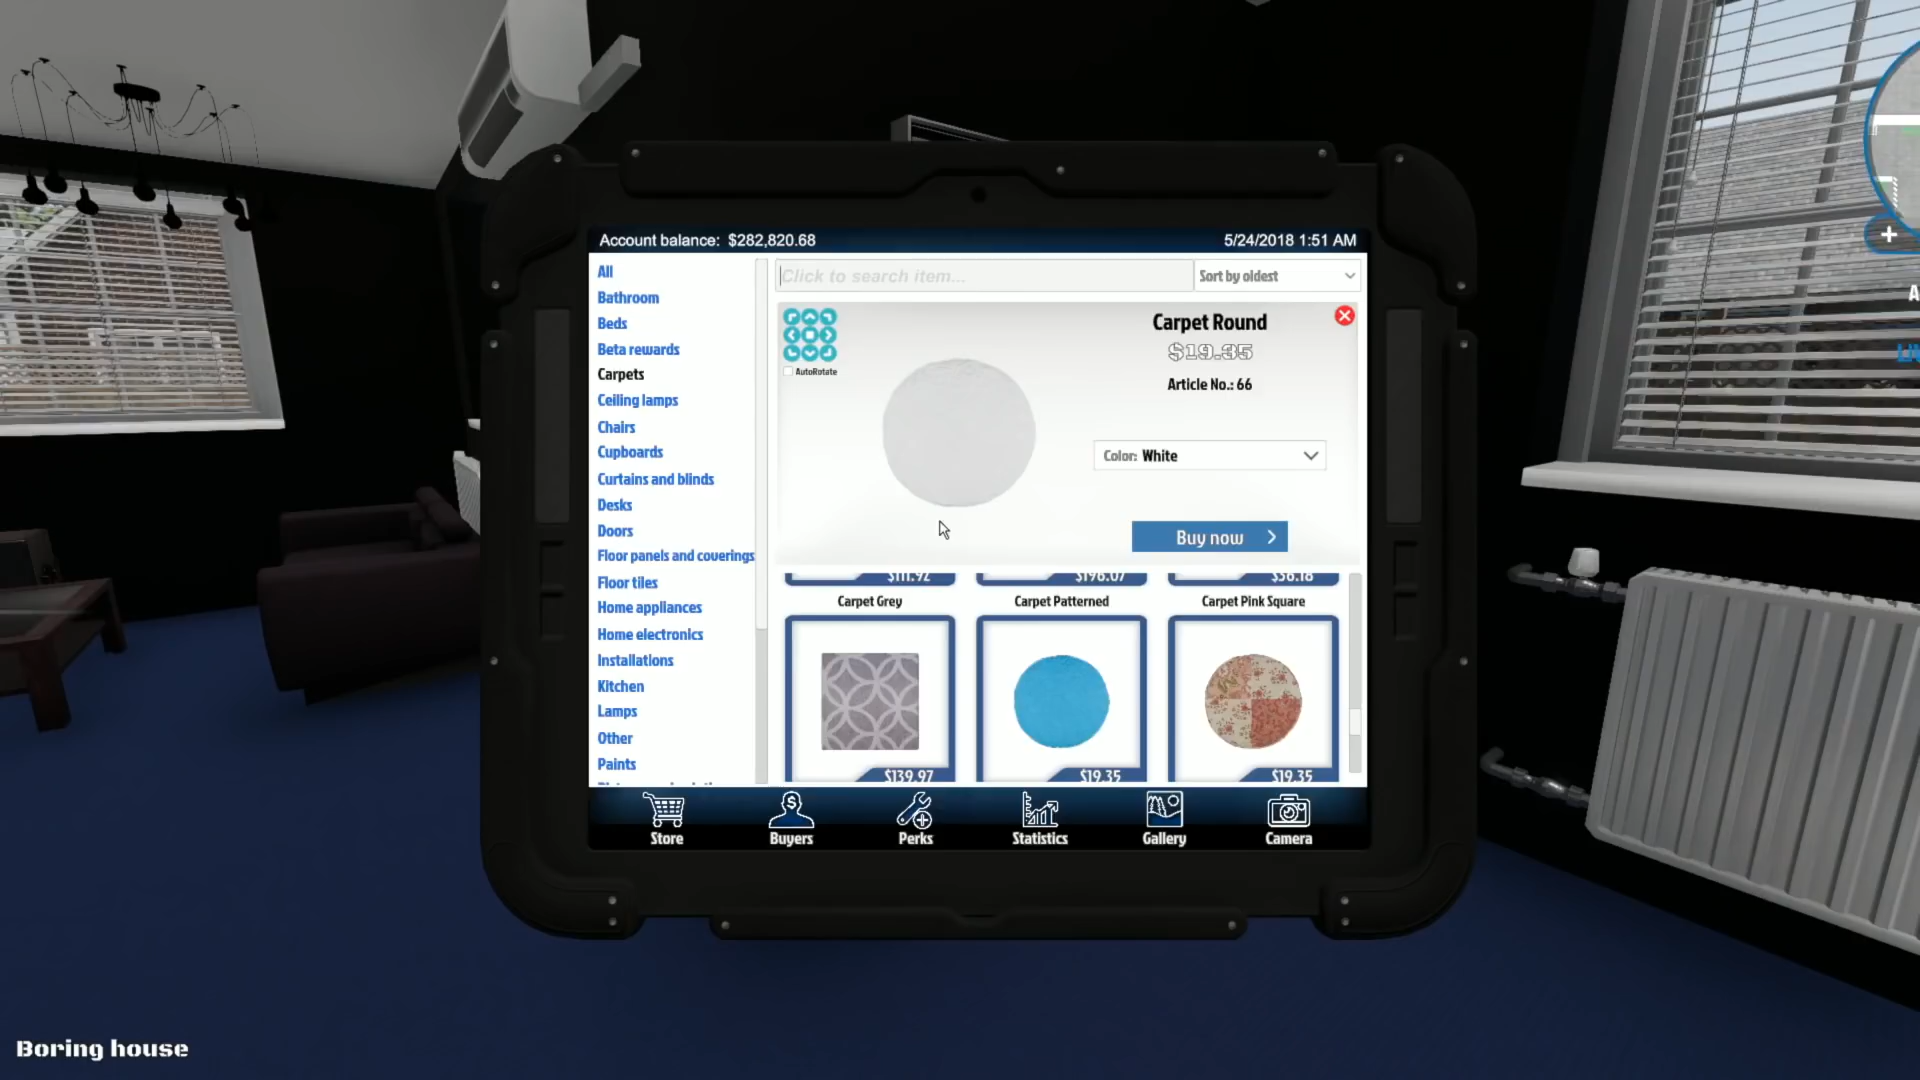 Account balance: $282,820.68
5/24/2018 1:51 AM
All
Bathroom
Beds
Beta rewards
Carpets
Ceiling lamps
Chairs
Cupboards
Curtains and blinds
Desks
Doors
Floor panels and coverings
Floor tiles
Home appliances
Home electronics
Installations
Kitchen
Lamps
Other
Paints
Click to search item...
Sort by oldest
AutoRotate
Carpet Round
$19.35
Article No.: 66
Color: White
Buy now
$111.92
$196.07
$56.18
Carpet Grey
Carpet Patterned
Carpet Pink Square
$139.97
$19.35
$19.35
Store
Buyers
Perks
Statistics
Gallery
Camera
Boring house